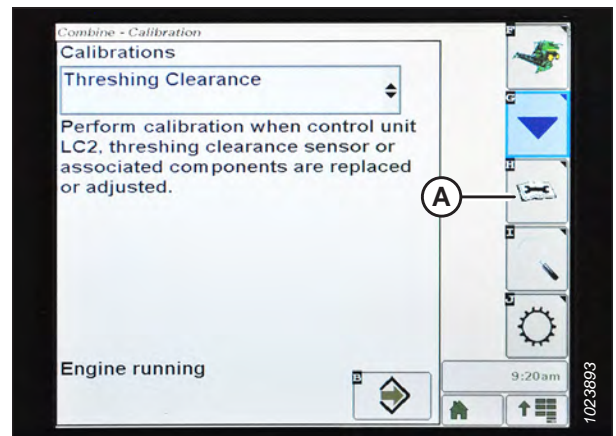 Combine - Calibration
Calibrations
Threshing Clearance
Perform calibration when control unit
LC2, threshing clearance sensor or
associated components are replaced
or adjusted.
Engine running
B
F
G
H
A
I
J
9:20am
1023893